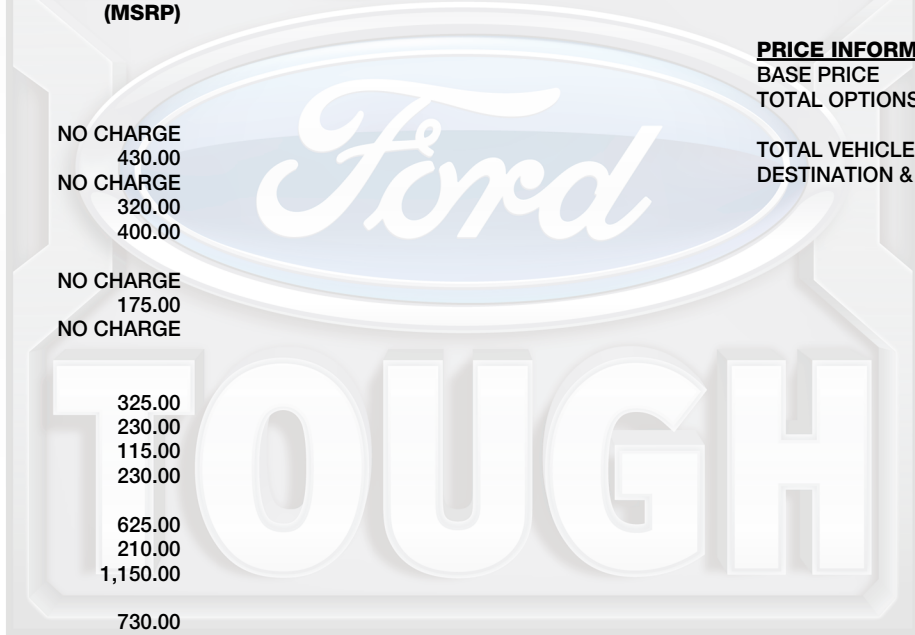 (MSRP)
NO CHARGE
430.00
NO CHARGE
320.00
400.00
NO CHARGE
175.00
NO CHARGE
325.00
230.00
115.00
230.00
625.00
210.00
1,150.00
730.00
PRICE INFORM
BASE PRICE
TOTAL OPTIONS
TOTAL VEHICLE
DESTINATION &
Ford
TOUGH